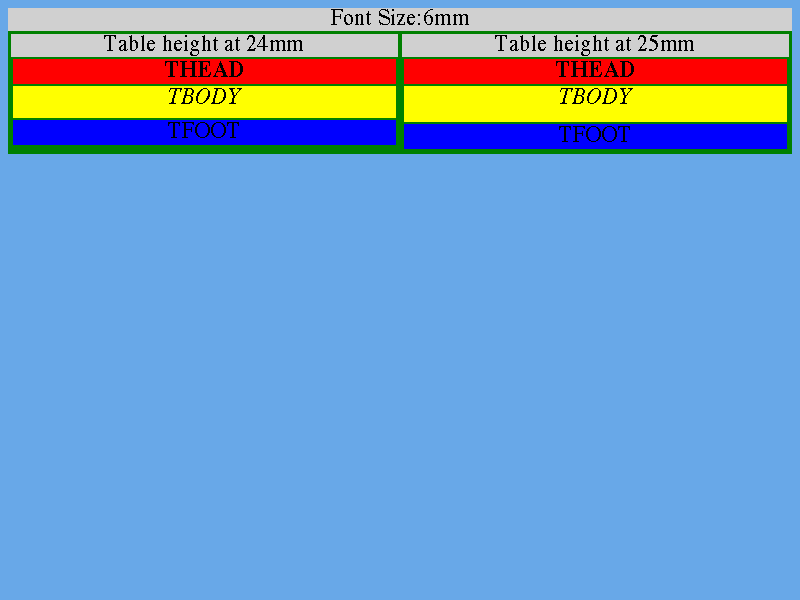 Font Size:6mm
Table height at 24mm Table height at 25mm
THEAD THEAD
TBODY TBODY
TFOOT TFOOT